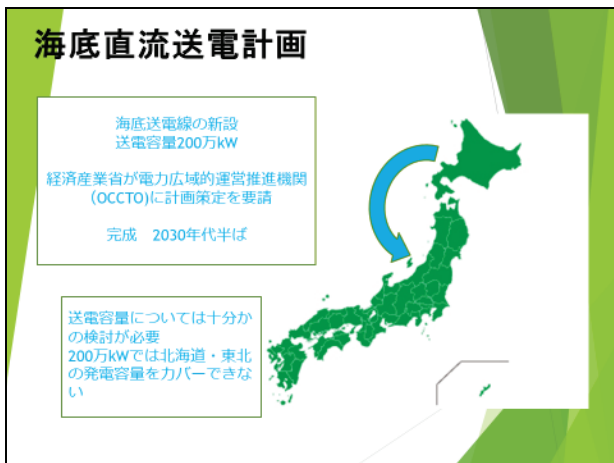 海底直流送電計画
海底送電線の新設
送電容量200万kW
経済産業省が電力広域的運営推進機関
（OCCTO)に計画策定を要請
完成　2030年代半ば
送電容量については十分か
の検討が必要
200万kWでは北海道・東北
の発電容量をカバーできな
い